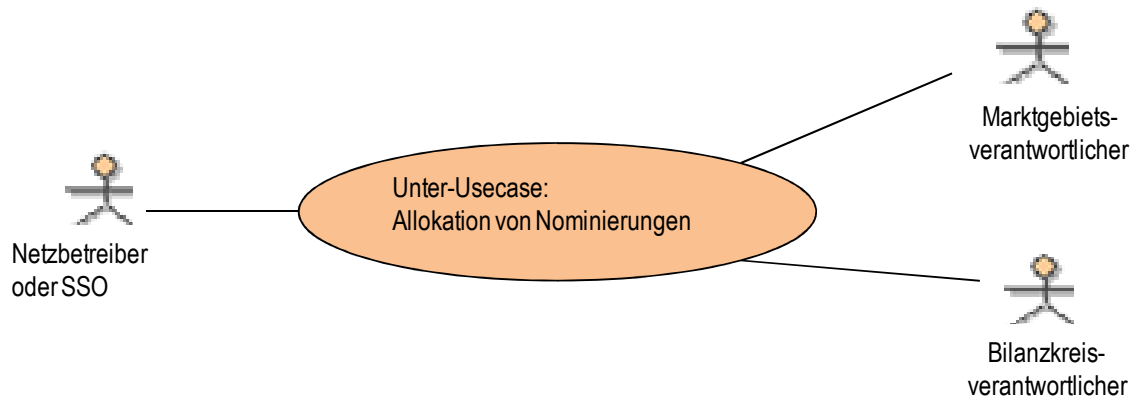 Marktgebiets-
verantwortlicher
Unter-Usecase:
Allokation von Nominierungen
Netzbetreiber
oder SSO
Bilanzkreis-
verantwortlicher